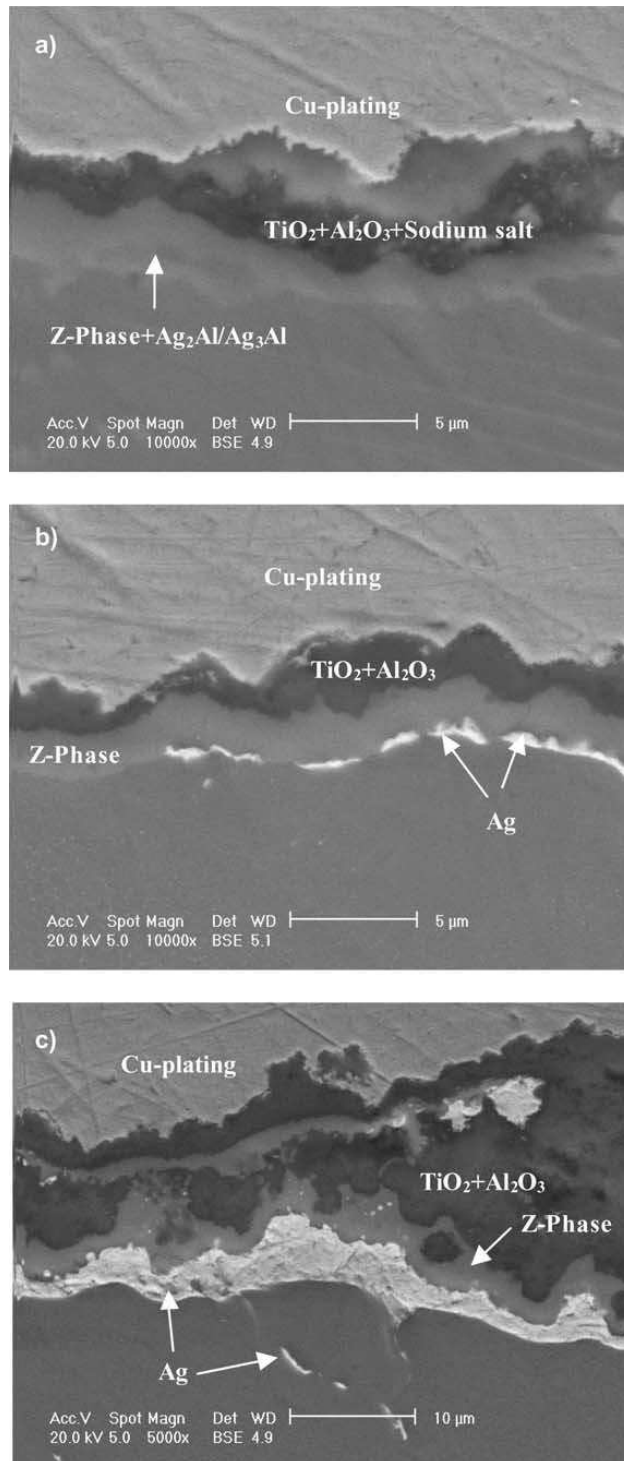 a)
Cu-plating
TiO₂+Al₂O₃+Sodium salt
Z-Phase+Ag₂Al/Ag₃Al
Acc.V Spot Magn Det WD 5 µm
20.0 kV 5.0 10000x BSE 4.9
b)
Cu-plating
TiO₂+Al₂O₃
Z-Phase
Ag
Acc.V Spot Magn Det WD 5 µm
20.0 kV 5.0 10000x BSE 5.1
c)
Cu-plating
TiO₂+Al₂O₃
Z-Phase
Ag
Acc.V Spot Magn Det WD 10 µm
20.0 kV 5.0 5000x BSE 4.9